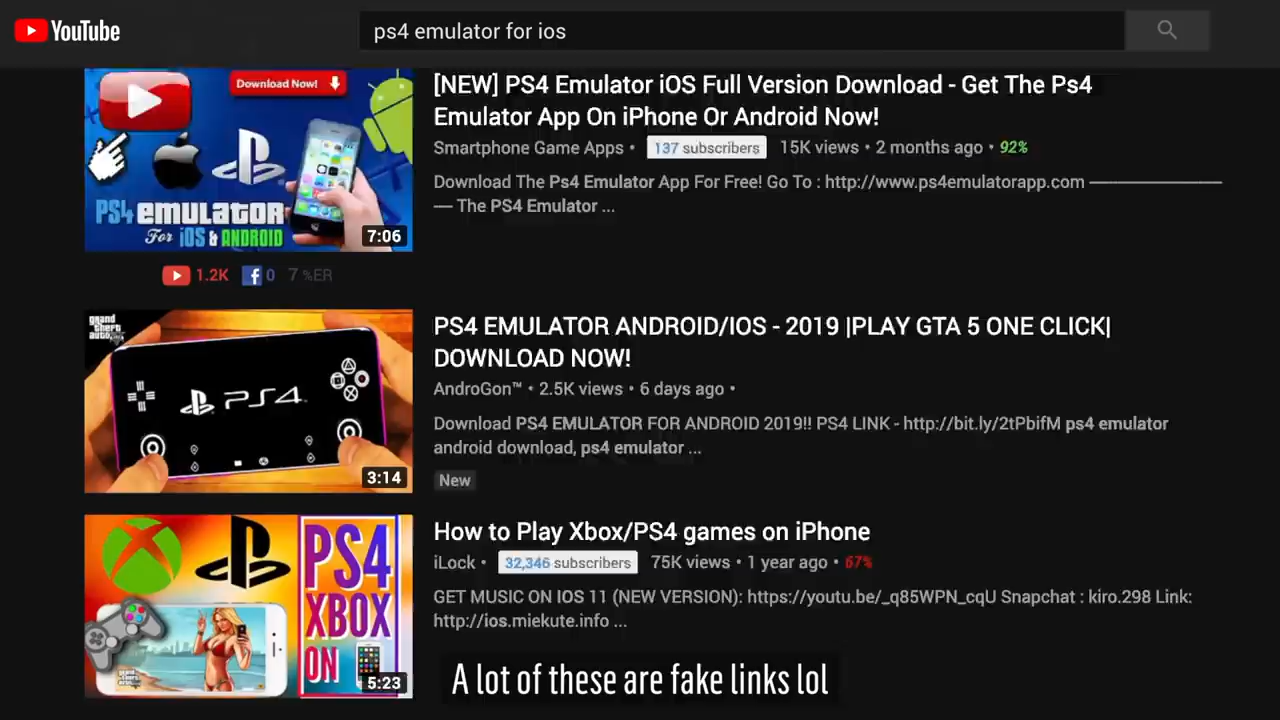 YouTube
ps4 emulator for ios
Download Now!
PS4 EMULATOR
For iOS & ANDROID
7:06
[NEW] PS4 Emulator iOS Full Version Download - Get The Ps4
Emulator App On iPhone Or Android Now!
Smartphone Game Apps • 137 subscribers 15K views • 2 months ago • 92%
Download The Ps4 Emulator App For Free! Go To : http://www.ps4emulatorapp.com ———————————
— The PS4 Emulator ...
1.2K f 0 7 %ER
grand
theft
auto
PS4
3:14
PS4 EMULATOR ANDROID/IOS - 2019 |PLAY GTA 5 ONE CLICK|
DOWNLOAD NOW!
AndroGon™ • 2.5K views • 6 days ago •
Download PS4 EMULATOR FOR ANDROID 2019!! PS4 LINK - http://bit.ly/2tPbifM ps4 emulator
android download, ps4 emulator ...
New
PS4
XBOX
ON
5:23
How to Play Xbox/PS4 games on iPhone
iLock • 32,346 subscribers 75K views • 1 year ago • 67%
GET MUSIC ON IOS 11 (NEW VERSION): https://youtu.be/_q85WPN_cqU Snapchat : kiro.298 Link:
http://ios.miekute.info ...
A lot of these are fake links lol